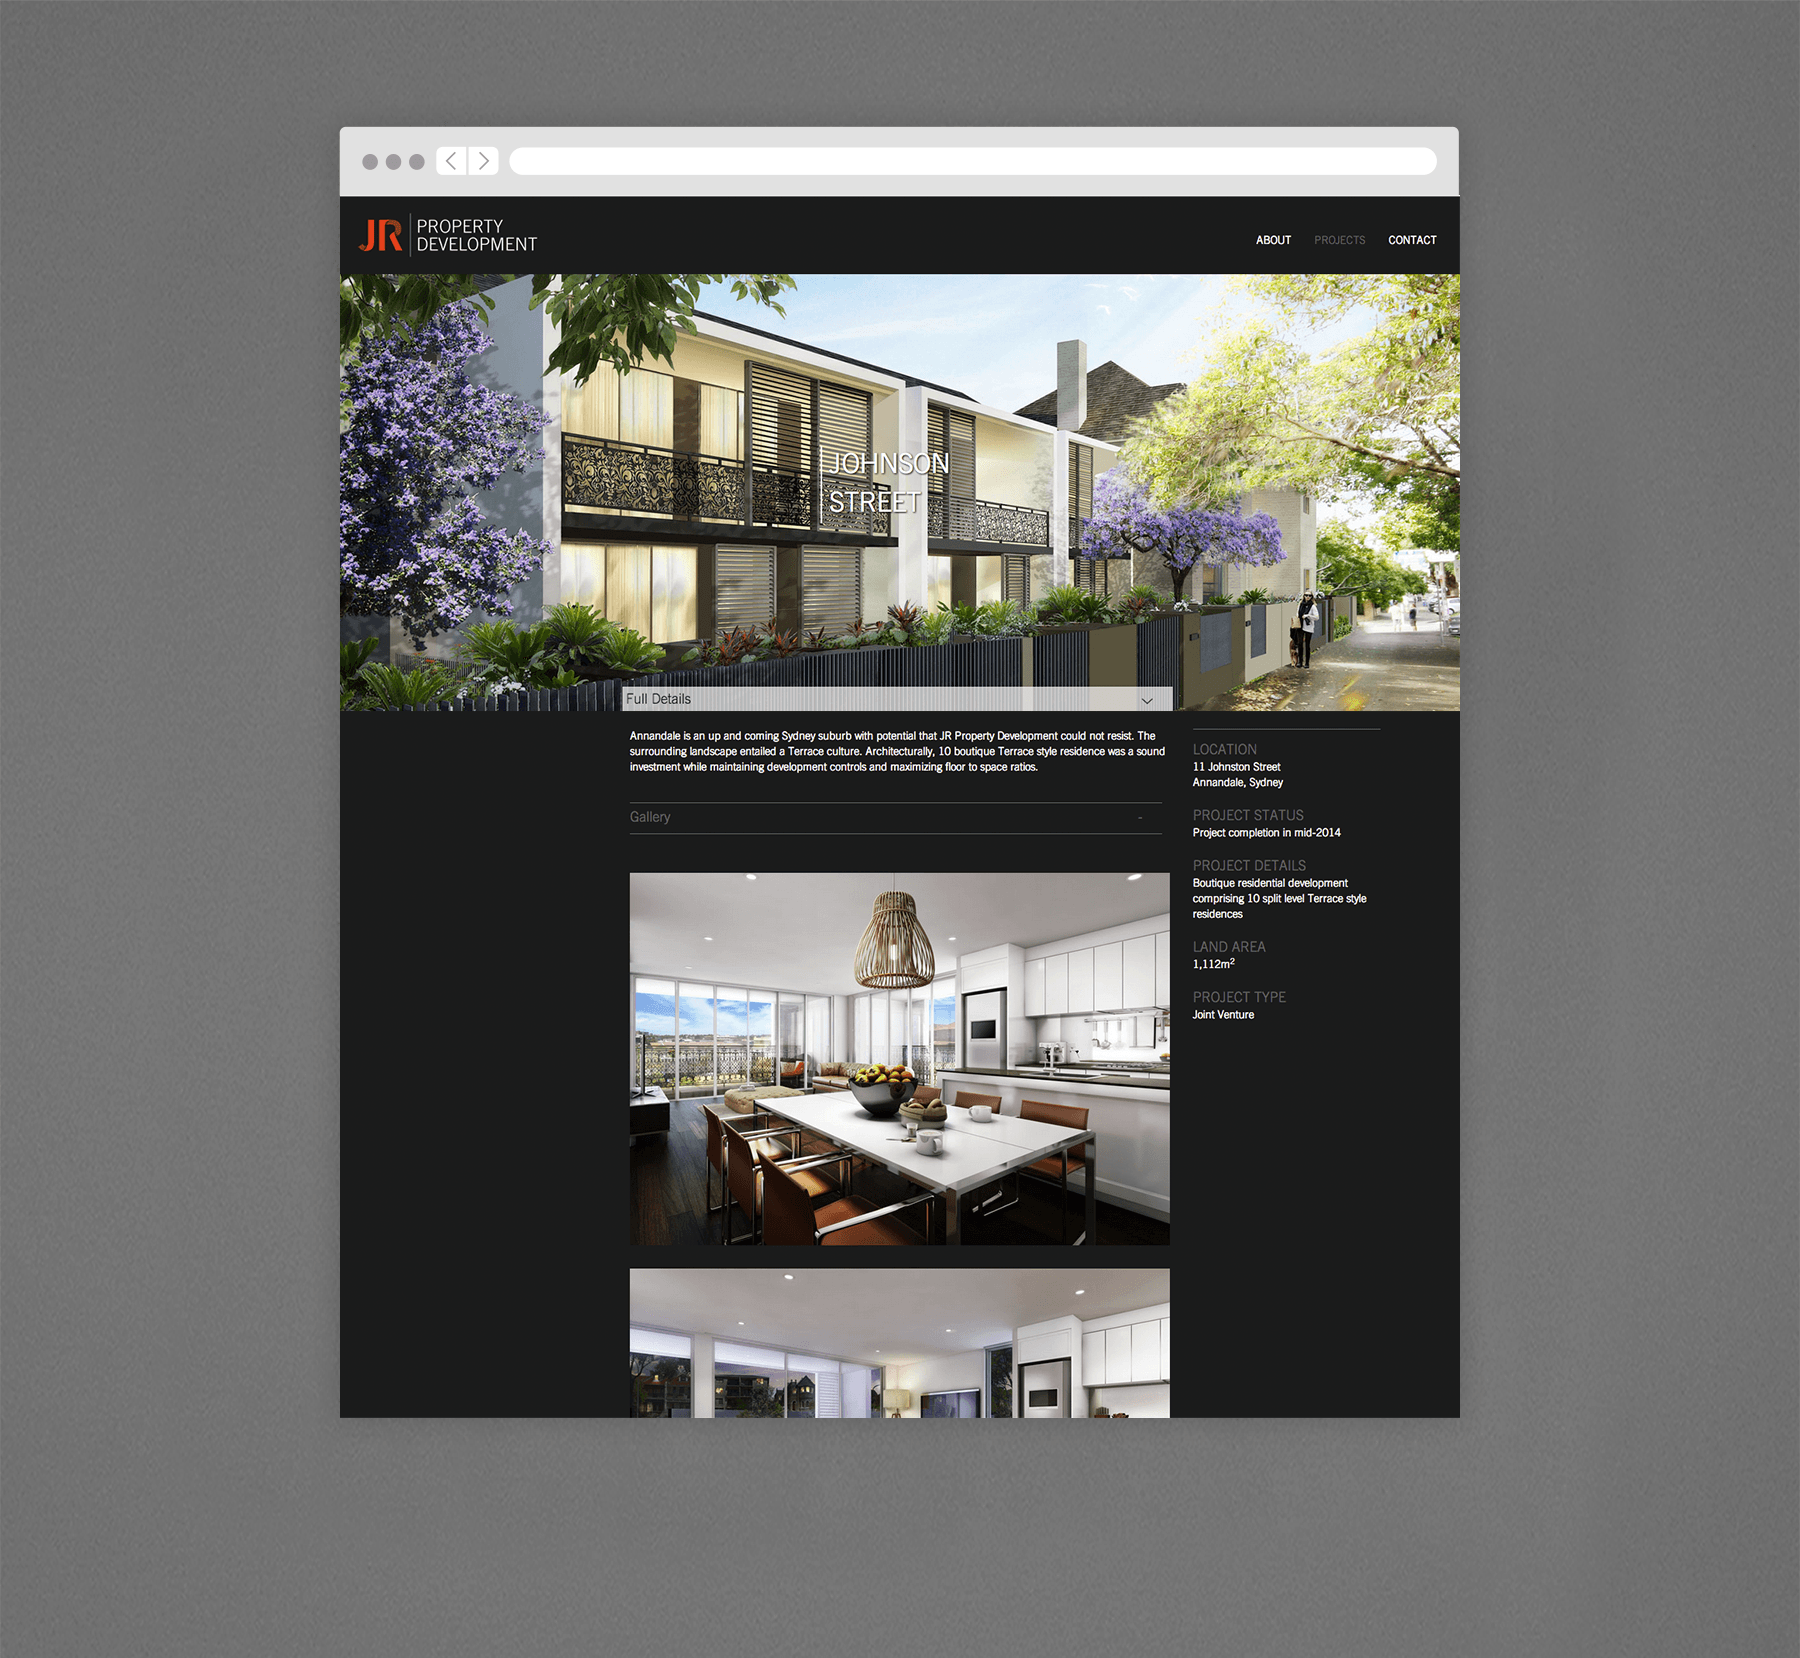 JR PROPERTY
DEVELOPMENT
ABOUT PROJECTS CONTACT
JOHNSON
STREET
Full Details
Annandale is an up and coming Sydney suburb with potential that JR Property Development could not resist. The
surrounding landscape entailed a Terrace culture. Architecturally, 10 boutique Terrace style residence was a sound
investment while maintaining development controls and maximizing floor to space ratios.
Gallery -
LOCATION
11 Johnston Street
Annandale, Sydney
PROJECT STATUS
Project completion in mid-2014
PROJECT DETAILS
Boutique residential development
comprising 10 split level Terrace style
residences
LAND AREA
1,112m²
PROJECT TYPE
Joint Venture